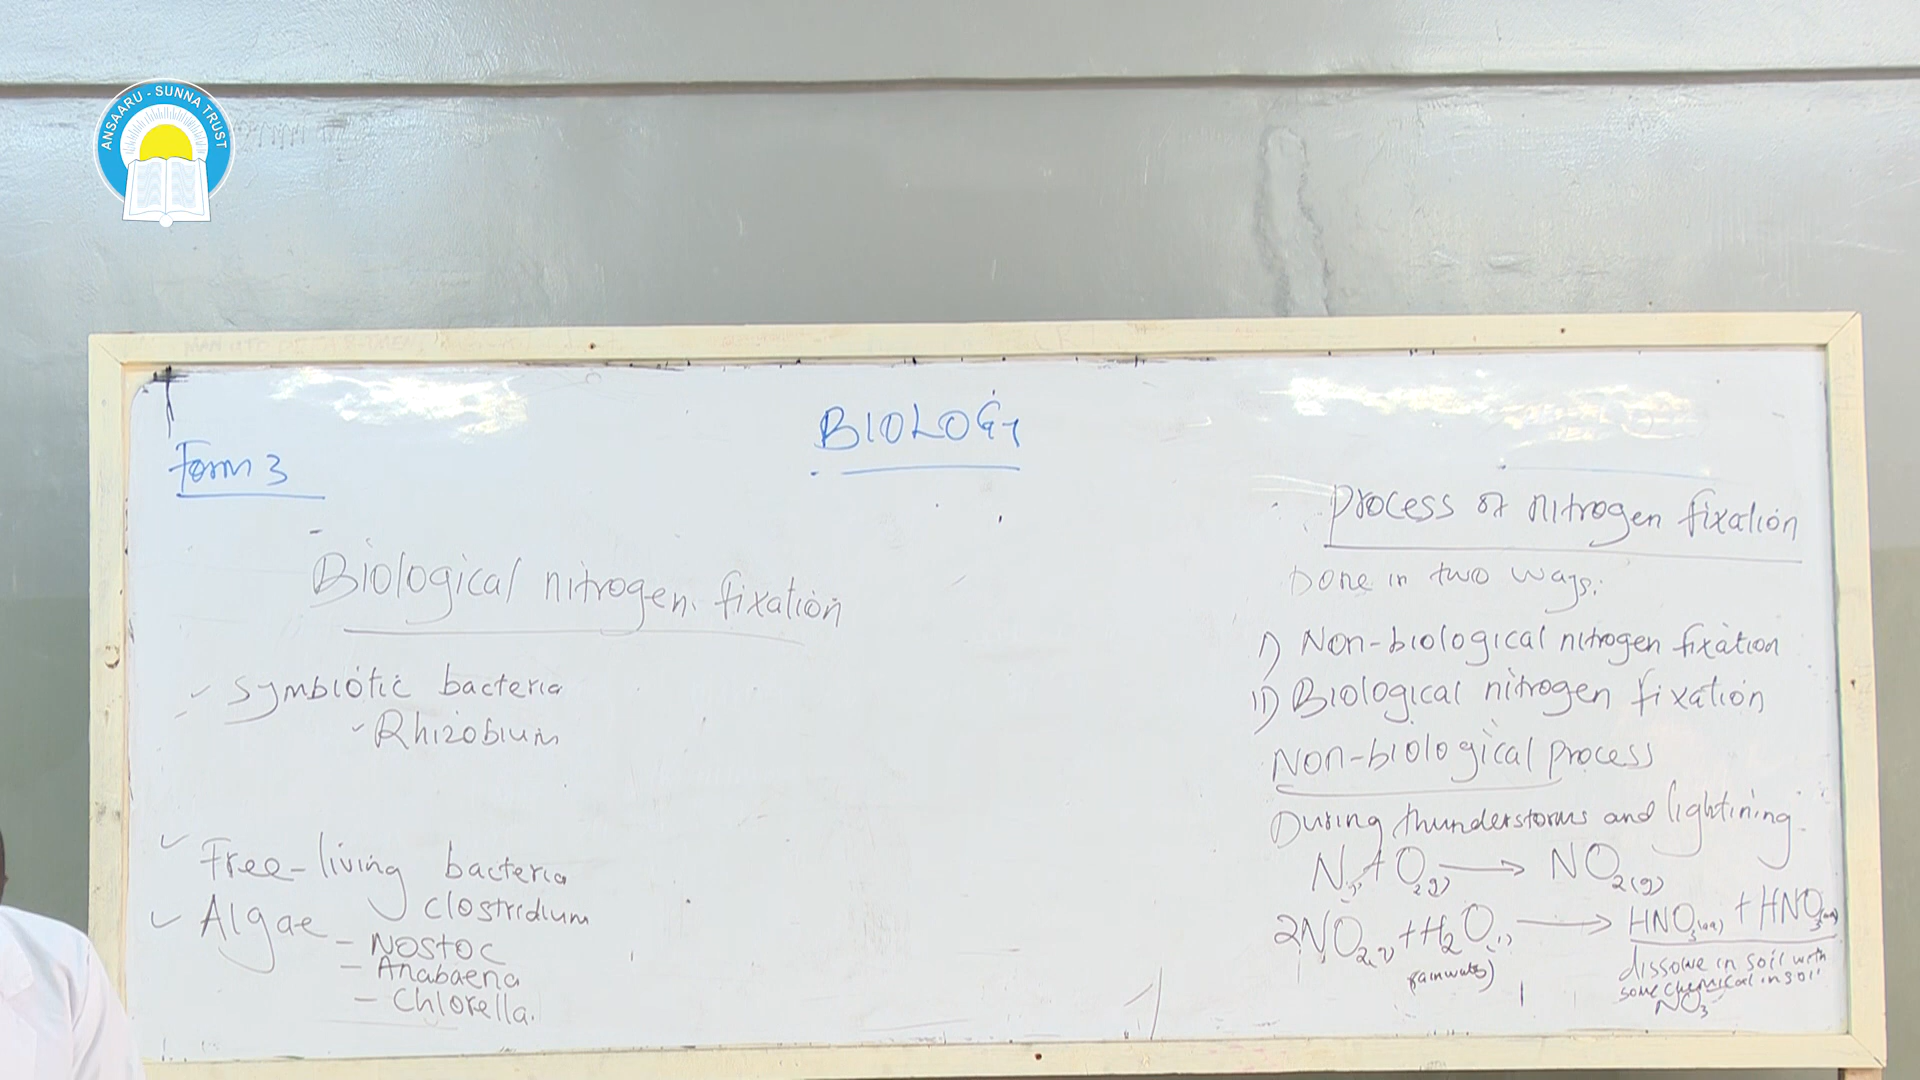 ANSAARU - SUNNA TRUST
BIOLOGY
Form 3
Biological nitrogen fixation
Symbiotic bacteria
- Rhizobium
Free-living bacteria
clostridium
Algae
- Nostoc
- Anabaena
- Chlorella.
Process of nitrogen fixation
Done in two ways:
i) Non-biological nitrogen fixation
ii) Biological nitrogen fixation
Non-biological process
During thunderstorms and lightining
N + O₂(g) → NO₂(g)
2NO₂ + H₂O(l) → HNO₃(aq) + HNO₃(aq)
(rainwater)
dissolve in soil with
some chemical in soil
NO₃